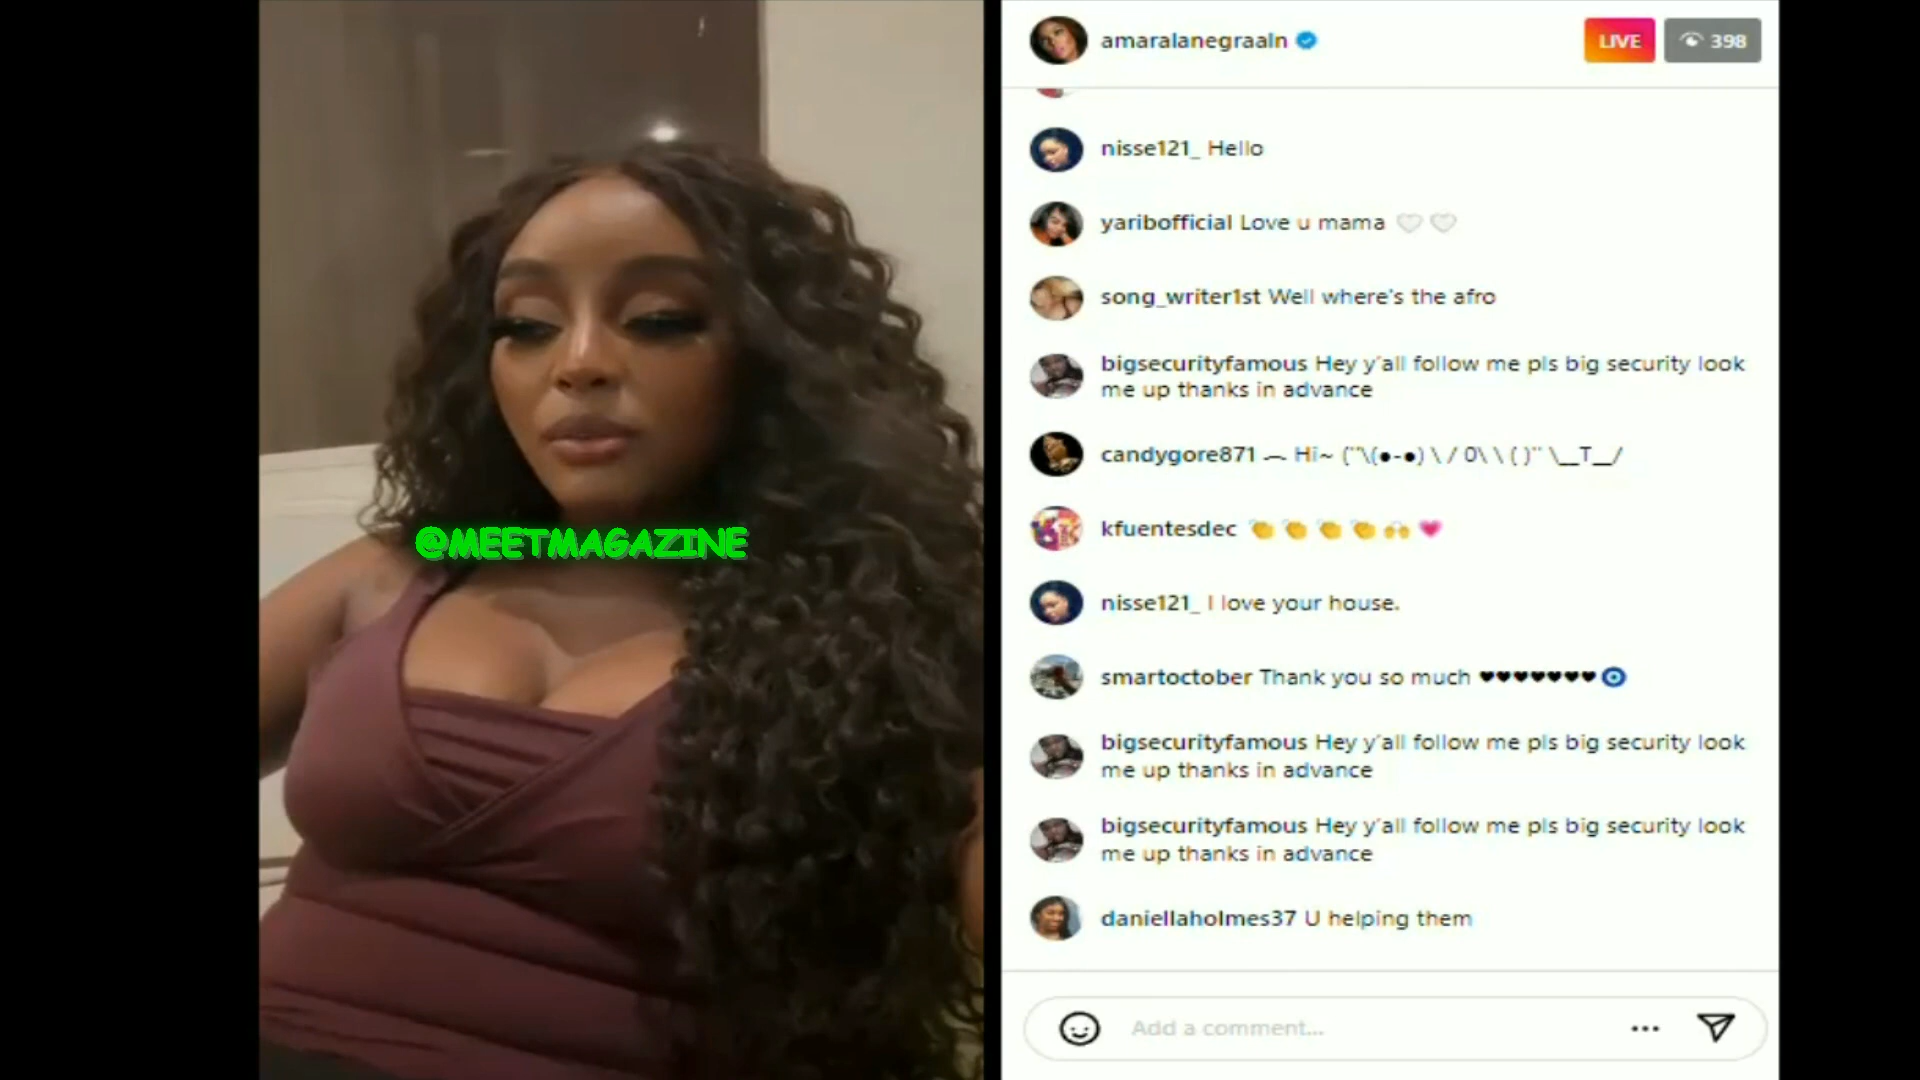 @MEETMAGAZINE
amaralanegraaln
LIVE 398
nisse121_ Hello
yaribofficial Love u mama 🤍 🤍
song_writer1st Well where's the afro
bigsecurityfamous Hey y'all follow me pls big security look
me up thanks in advance
candygore871 ෴ Hi~ ("\(●-●) \ / 0\ \ ( )" \__T__/
kfuentesdec 👏 👏 👏 👏 🙌 💗
nisse121_ I love your house.
smartoctober Thank you so much ♥♥♥♥♥♥♥🧿
bigsecurityfamous Hey y'all follow me pls big security look
me up thanks in advance
bigsecurityfamous Hey y'all follow me pls big security look
me up thanks in advance
daniellaholmes37 U helping them
Add a comment...